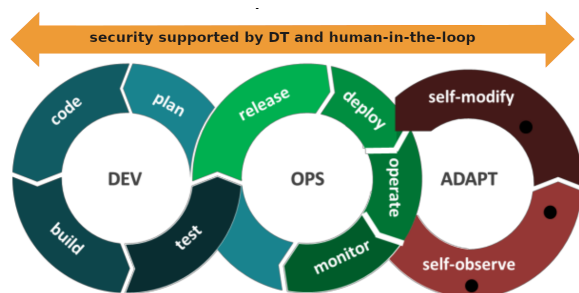 security supported by DT and human-in-the-loop
code
plan
release
deploy
self-modify
DEV
OPS
operate
ADAPT
build
test
monitor
self-observe